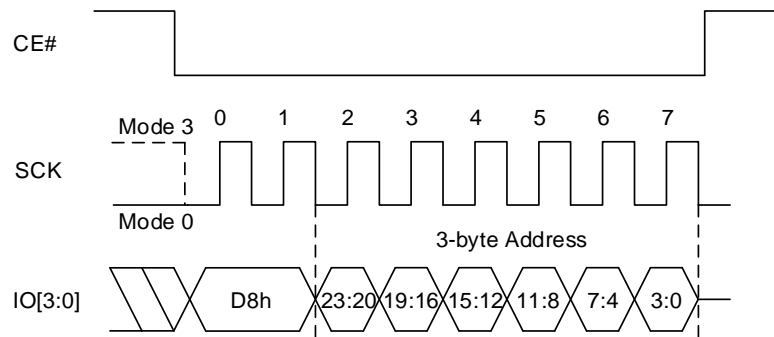 CE#
Mode 3 0 1 2 3 4 5 6 7
SCK
Mode 0
3-byte Address
IO[3:0] D8h 23:20 19:16 15:12 11:8 7:4 3:0